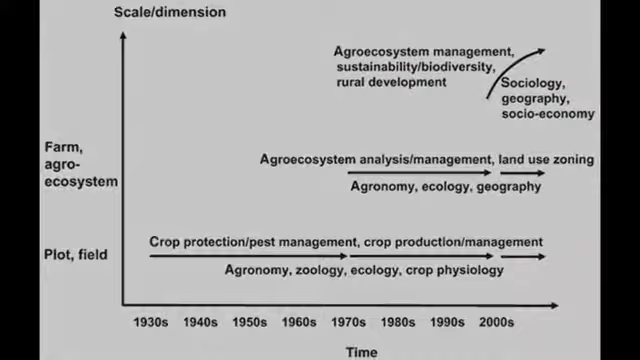 Scale/dimension
Agroecosystem management,
sustainability/biodiversity,
rural development
Sociology,
geography,
socio-economy
Farm,
agro-
ecosystem
Agroecosystem analysis/management, land use zoning
Agronomy, ecology, geography
Plot, field
Crop protection/pest management, crop production/management
Agronomy, zoology, ecology, crop physiology
1930s 1940s 1950s 1960s 1970s 1980s 1990s 2000s
Time